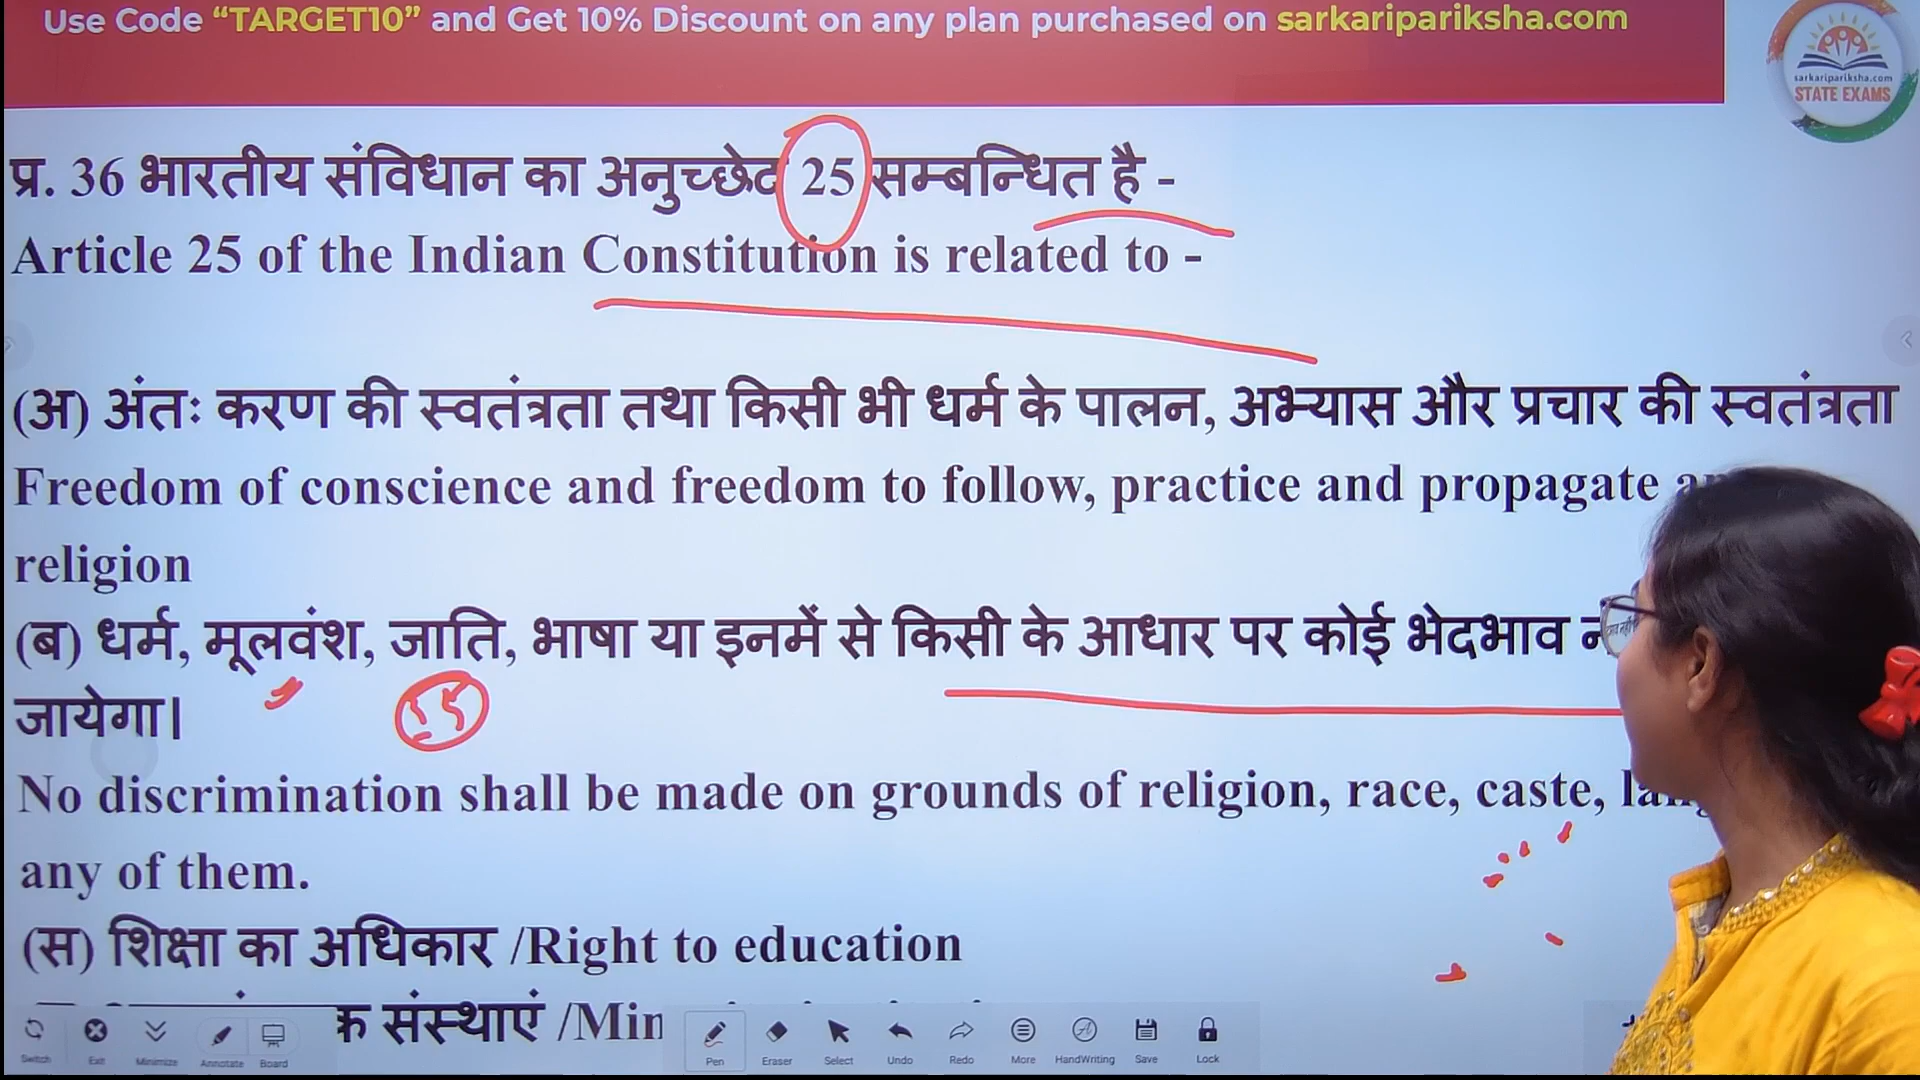 Use Code “TARGET10” and Get 10% Discount on any plan purchased on sarkaripariksha.com
sarkaripariksha.com
STATE EXAMS
प्र. 36 भारतीय संविधान का अनुच्छेद 25 सम्बन्धित है -
Article 25 of the Indian Constitution is related to -
(अ) अंतः करण की स्वतंत्रता तथा किसी भी धर्म के पालन, अभ्यास और प्रचार की स्वतंत्रता
Freedom of conscience and freedom to follow, practice and propagate
religion
(ब) धर्म, मूलवंश, जाति, भाषा या इनमें से किसी के आधार पर कोई भेदभाव
जायेगा।
No discrimination shall be made on grounds of religion, race, caste,
any of them.
(स) शिक्षा का अधिकार /Right to education
संस्थाएं
Switch Exit Minimize Annotate Board Pen Eraser Select Undo Redo More HandWriting Save Lock